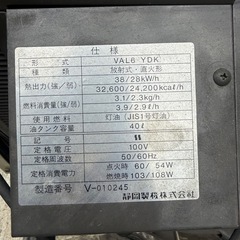 仕様
形式 VAL6 YDK
種類 放射式・直火形
熱出力(強/弱) 38/28kW/h
32,600/24,200kcal/h
燃料消費量(強/弱) 3.1/2.3kg/h
3.9/2.9ℓ/h
使用燃料 灯油(JIS1号灯油)
油タンク容量 40ℓ
記号
定格電圧 100V
定格周波数 50/60Hz
定格消費電力 点火時 60/54W
燃焼時 103/108W
製造番号 V-010245
静岡製機株式会社